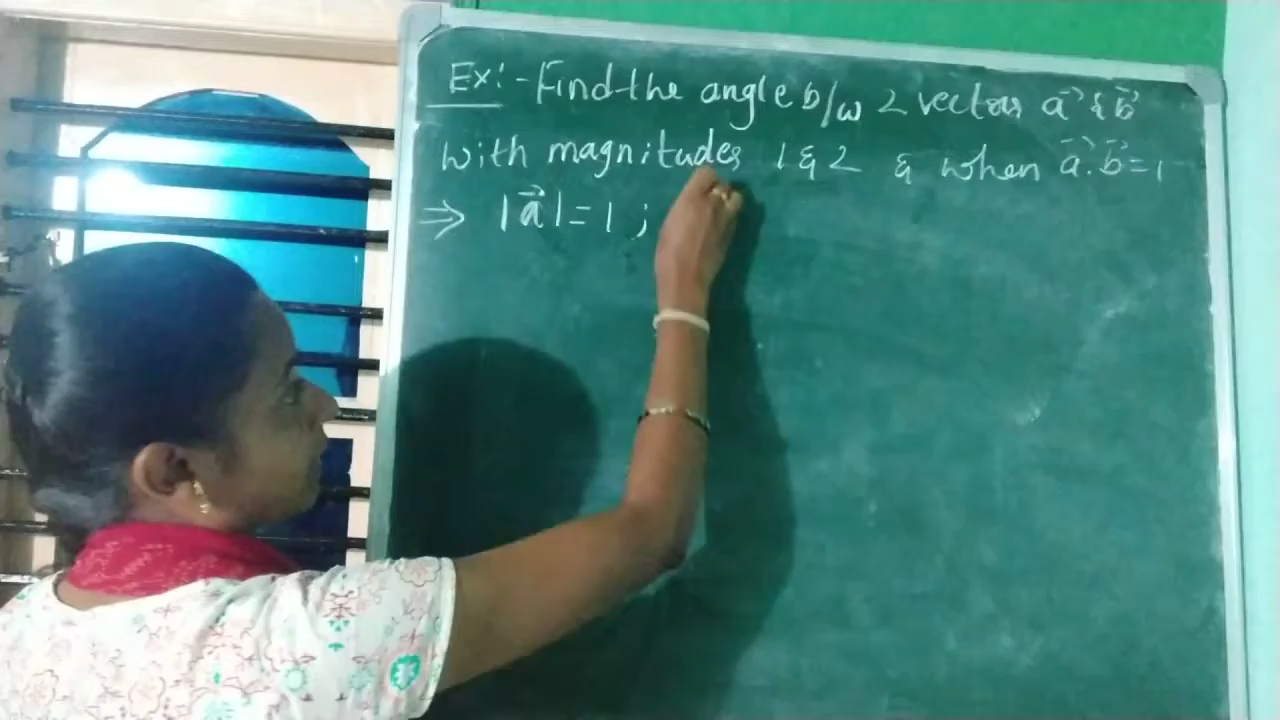 Ex:- Find the angle b/w 2 vectors a⃗ & b⃗
with magnitudes 1 & 2 & when a⃗.b⃗=1
⇒ |a⃗|=1 ;